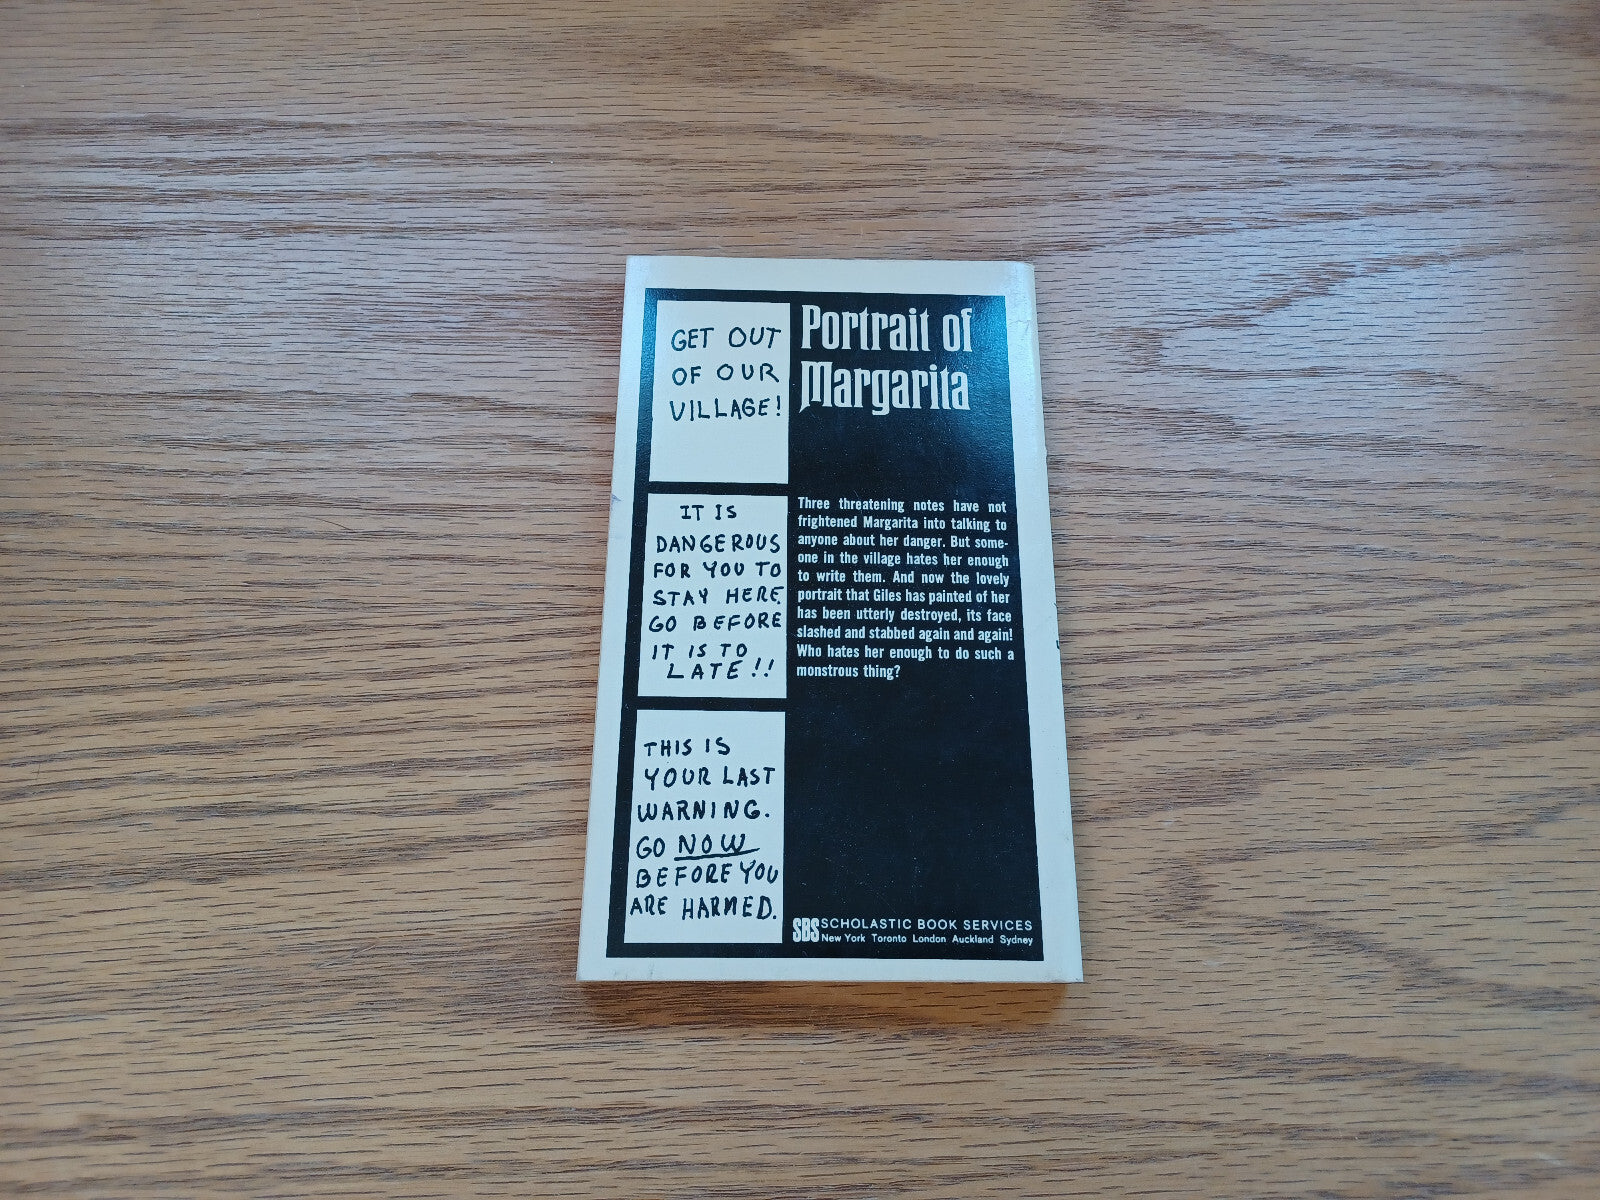 GET OUT
OF OUR
VILLAGE!
IT IS
DANGEROUS
FOR YOU TO
STAY HERE.
GO BEFORE
IT IS TO
LATE!!
THIS IS
YOUR LAST
WARNING.
GO NOW
BEFORE YOU
ARE HARMED.
Portrait of
Margarita
Three threatening notes have not
frightened Margarita into talking to
anyone about her danger. But some-
one in the village hates her enough
to write them. And now the lovely
portrait that Giles has painted of her
has been utterly destroyed, its face
slashed and stabbed again and again!
Who hates her enough to do such a
monstrous thing?
SBS SCHOLASTIC BOOK SERVICES
New York Toronto London Auckland Sydney